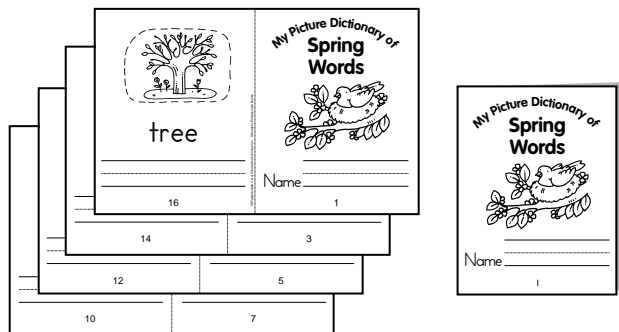 My Picture Dictionary of
Spring
Words
tree
Name
16
1
14
3
12
5
10
7
My Picture Dictionary of
Spring
Words
Name
1